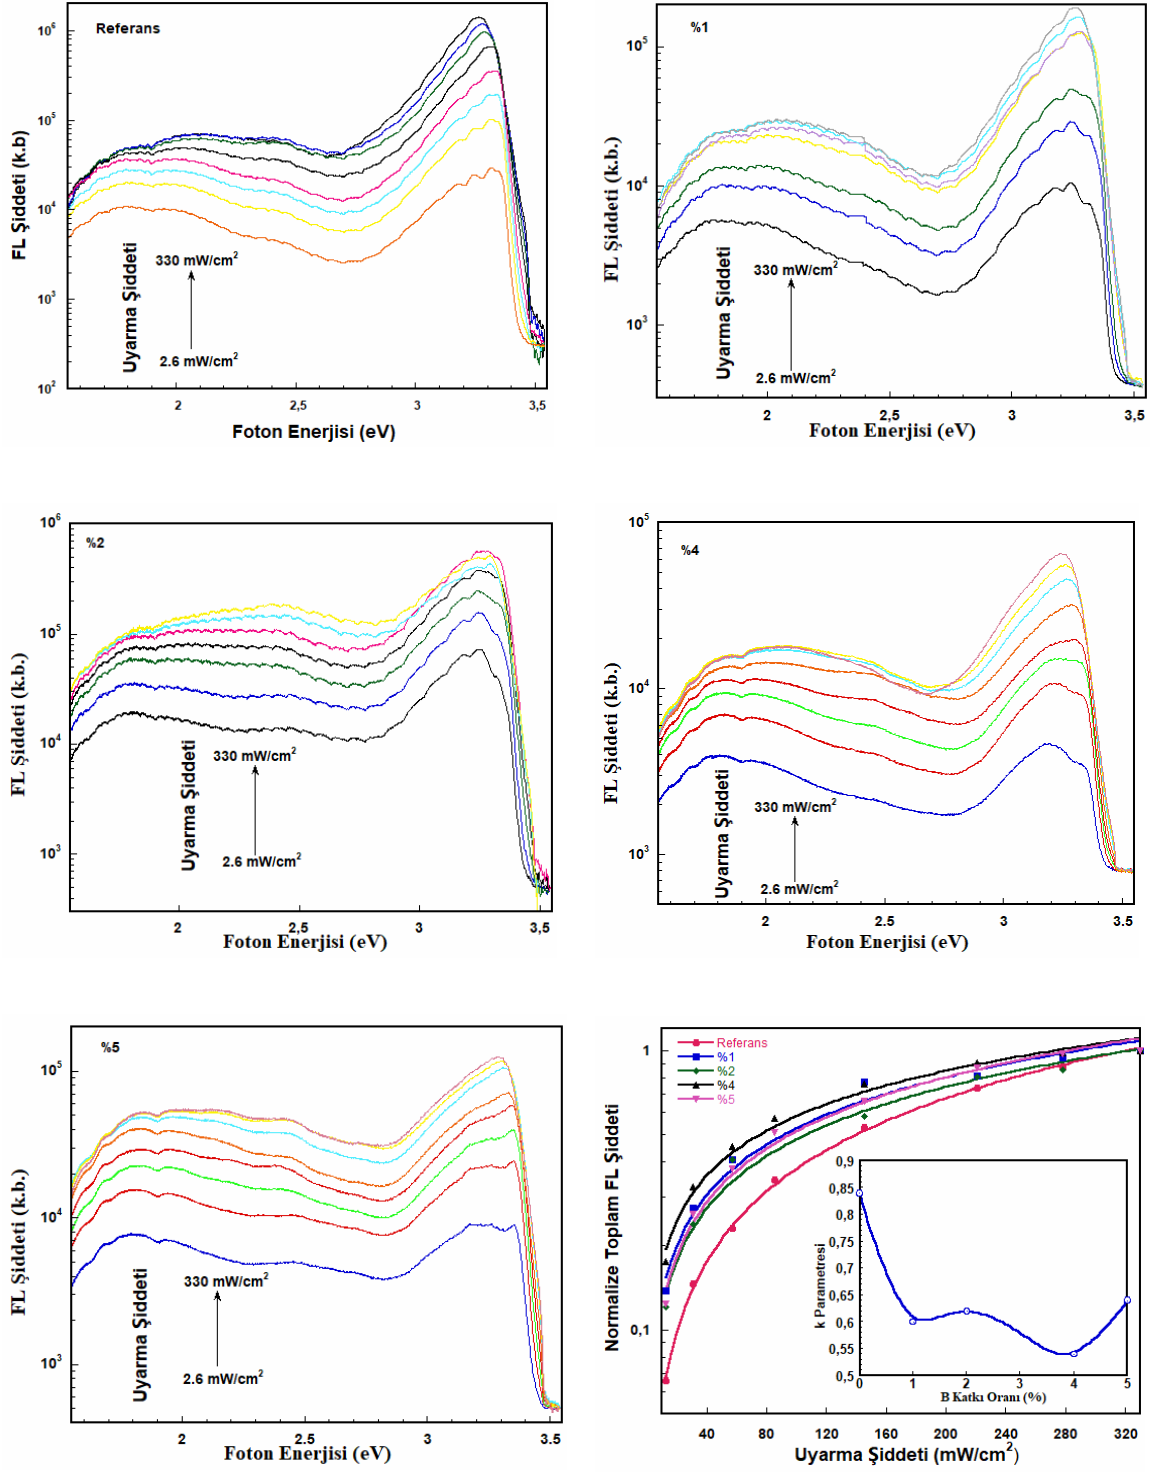 Referans
10⁶
10⁵
10⁴
10³
10²
FL Şiddeti (k.b)
Uyarma Şiddeti
330 mW/cm²
2.6 mW/cm²
2
2,5
3
3,5
Foton Enerjisi (eV)
%1
10⁵
10⁴
10³
FL Şiddeti (k.b.)
Uyarma Şiddeti
330 mW/cm²
2.6 mW/cm²
2
2,5
3
3,5
Foton Enerjisi (eV)
%2
10⁶
10⁵
10⁴
10³
FL Şiddeti (k.b.)
Uyarma Şiddeti
330 mW/cm²
2.6 mW/cm²
2
2,5
3
3,5
Foton Enerjisi (eV)
%4
10⁵
10⁴
10³
FL Şiddeti (k.b.)
Uyarma Şiddeti
330 mW/cm²
2.6 mW/cm²
2
2.5
3
3.5
Foton Enerjisi (eV)
%5
10⁵
10⁴
10³
FL Şiddeti (k.b.)
Uyarma Şiddeti
330 mW/cm²
2.6 mW/cm²
2
2.5
3
3.5
Foton Enerjisi (eV)
Referans
%1
%2
%4
%5
1
0,1
Normalize Toplam FL Şiddeti
0,9
0,85
0,8
0,75
0,7
0,65
0,6
0,55
0,5
k Parametresi
0 1 2 3 4 5
B Katkı Oranı (%)
40 80 120 160 200 240 280 320
Uyarma Şiddeti (mW/cm²)